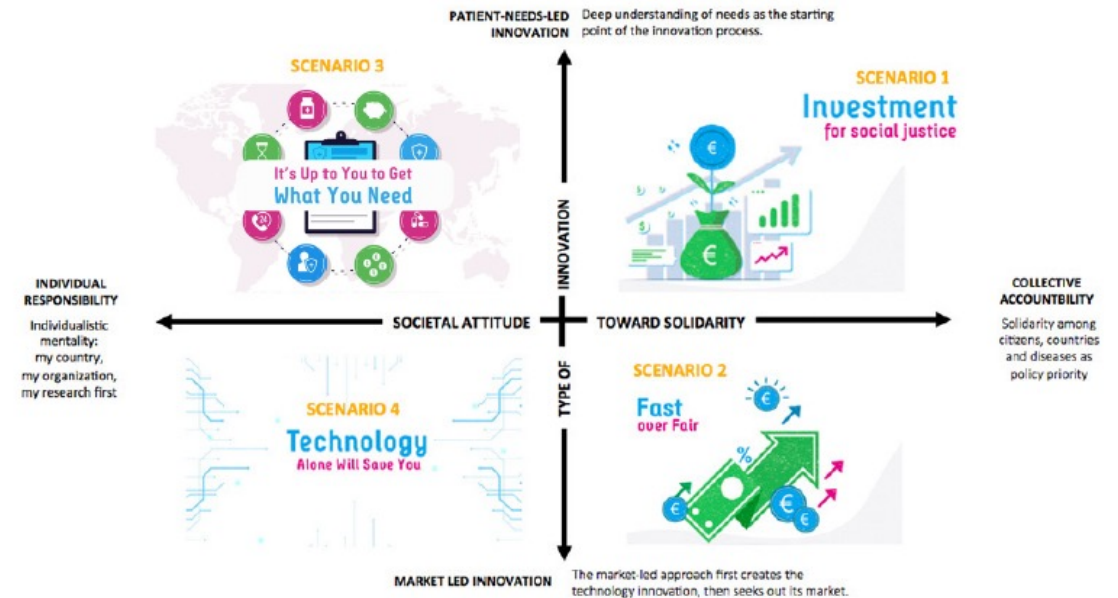 PATIENT-NEEDS-LED
INNOVATION
Deep understanding of needs as the starting
point of the innovation process.
SCENARIO 3
It's Up to You to Get
What You Need
24
SCENARIO 1
Investment
for social justice
€
€
INDIVIDUAL
RESPONSIBILITY
Individualistic
mentality:
my country,
my organization,
my research first
SOCIETAL ATTITUDE
TOWARD SOLIDARITY
INNOVATION
TYPE OF
COLLECTIVE
ACCOUNTBILITY
Solidarity among
citizens, countries
and diseases as
policy priority
SCENARIO 4
Technology
Alone Will Save You
SCENARIO 2
Fast
over Fair
€
%
€
€
€
MARKET LED INNOVATION
The market-led approach first creates the
technology innovation, then seeks out its market.